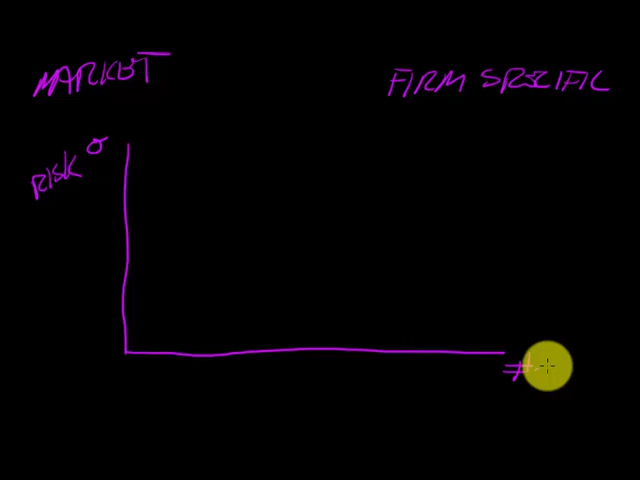 MARKET
FIRM SPECIFIC
RISK σ
#